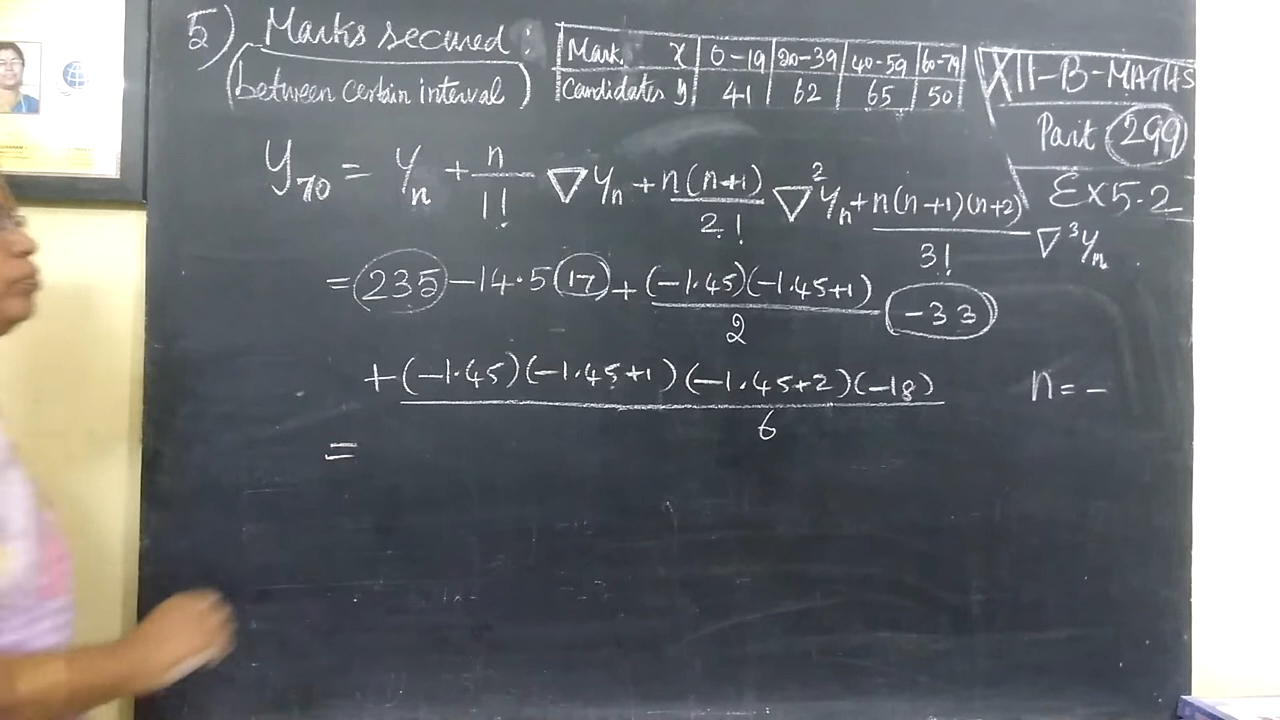 5) Marks secured :
(between certain interval)
Mark. x | 0-19 | 20-39 | 40-59 | 60-79
Candidates y | 41 | 62 | 65 | 50
XII-B-MATHS
Part 299
Ex 5.2
y₇₀ = yₙ + n/1! ∇yₙ + n(n+1)/2! ∇²yₙ + n(n+1)(n+2)/3! ∇³yₙ
= 235 - 14.5 (17) + (-1.45)(-1.45+1)/2 (-33)
+ (-1.45)(-1.45+1)(-1.45+2)(-18)/6
n = -
=